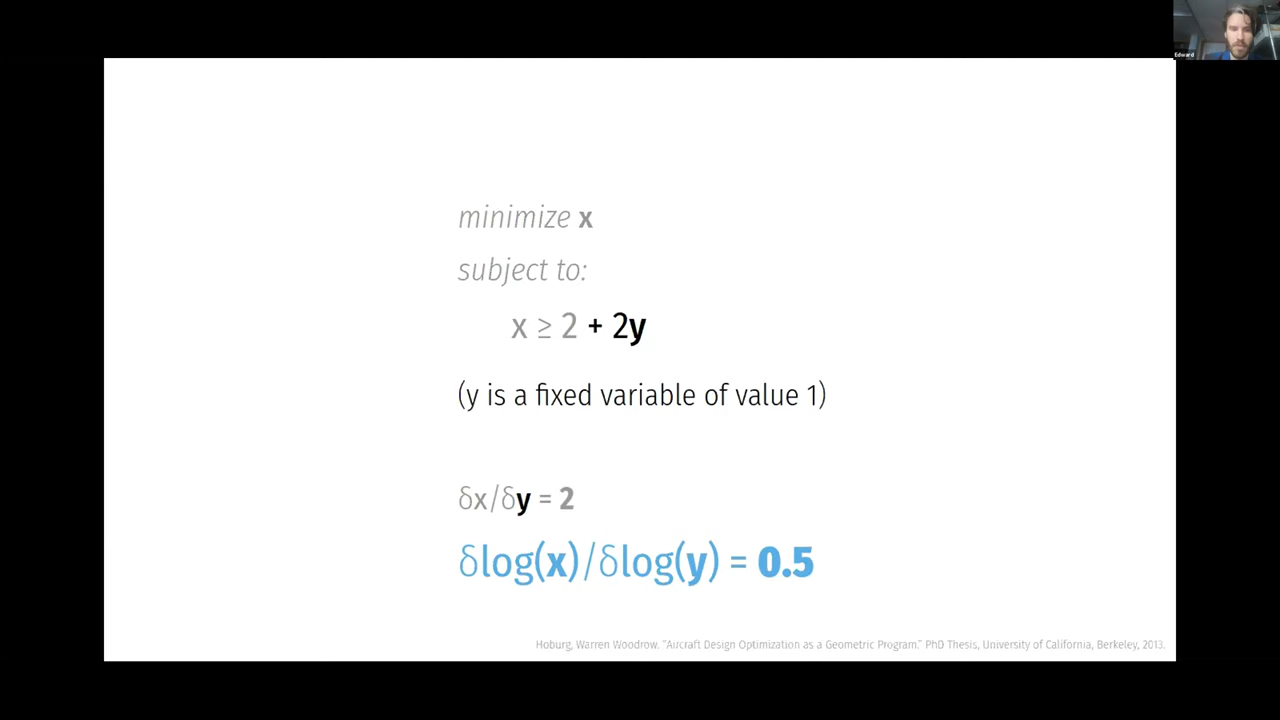 Edward
minimize x
subject to:
x ≥ 2 + 2y
(y is a fixed variable of value 1)
δx/δy = 2
δlog(x)/δlog(y) = 0.5
Hoburg, Warren Woodrow. "Aircraft Design Optimization as a Geometric Program." PhD Thesis, University of California, Berkeley, 2013.